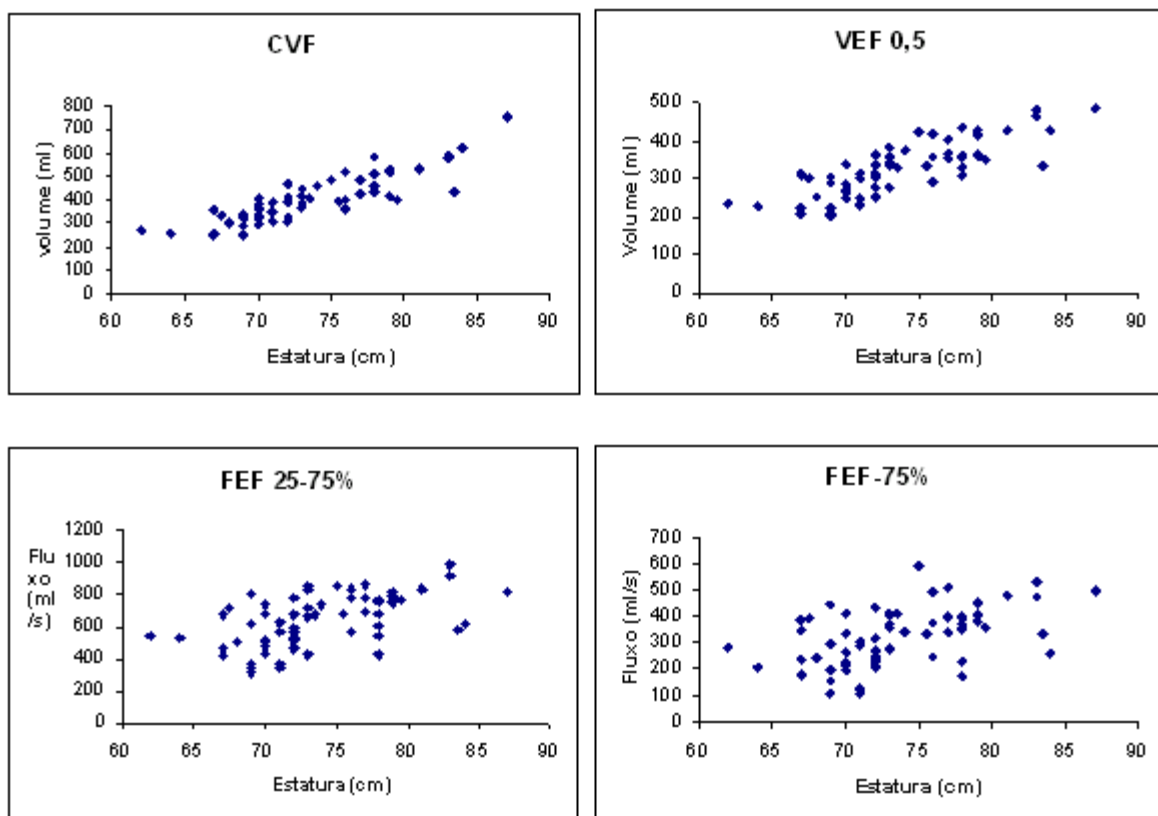 CVF
volume (ml)
800
700
600
500
400
300
200
100
0
60 65 70 75 80 85 90
Estatura (cm)
VEF 0,5
Volume (ml)
500
400
300
200
100
0
60 65 70 75 80 85 90
Estatura (cm)
FEF 25-75%
Flu
xo
(ml
/s)
1200
1000
800
600
400
200
0
60 65 70 75 80 85 90
Estatura (cm)
FEF-75%
Fluxo (ml/s)
700
600
500
400
300
200
100
0
60 65 70 75 80 85 90
Estatura (cm)